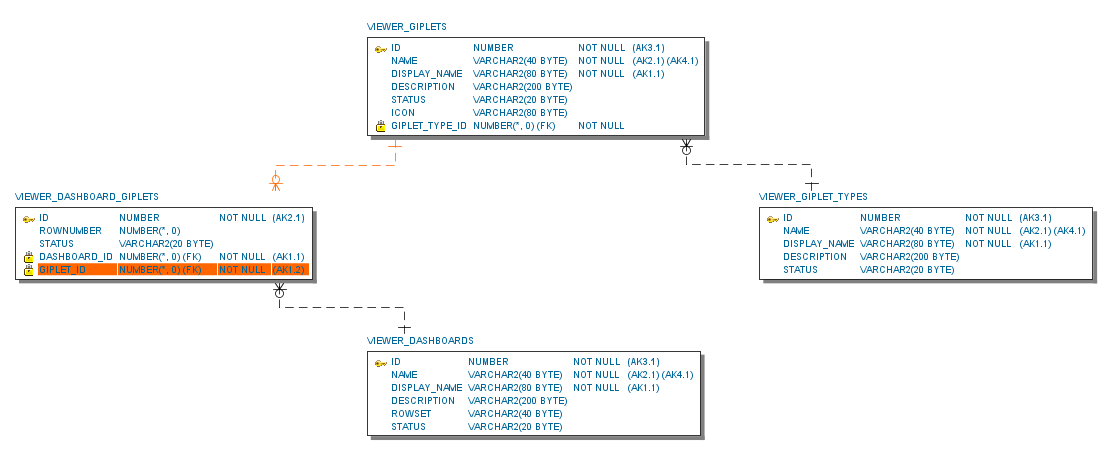 VIEWER_GIPLETS
ID NUMBER NOT NULL (AK3.1)
NAME VARCHAR2(40 BYTE) NOT NULL (AK2.1) (AK4.1)
DISPLAY_NAME VARCHAR2(80 BYTE) NOT NULL (AK1.1)
DESCRIPTION VARCHAR2(200 BYTE)
STATUS VARCHAR2(20 BYTE)
ICON VARCHAR2(80 BYTE)
GIPLET_TYPE_ID NUMBER(*, 0) (FK) NOT NULL
VIEWER_DASHBOARD_GIPLETS
ID NUMBER NOT NULL (AK2.1)
ROWNUMBER NUMBER(*, 0)
STATUS VARCHAR2(20 BYTE)
DASHBOARD_ID NUMBER(*, 0) (FK) NOT NULL (AK1.1)
GIPLET_ID NUMBER(*, 0) (FK) NOT NULL (AK1.2)
VIEWER_GIPLET_TYPES
ID NUMBER NOT NULL (AK3.1)
NAME VARCHAR2(40 BYTE) NOT NULL (AK2.1) (AK4.1)
DISPLAY_NAME VARCHAR2(80 BYTE) NOT NULL (AK1.1)
DESCRIPTION VARCHAR2(200 BYTE)
STATUS VARCHAR2(20 BYTE)
VIEWER_DASHBOARDS
ID NUMBER NOT NULL (AK3.1)
NAME VARCHAR2(40 BYTE) NOT NULL (AK2.1) (AK4.1)
DISPLAY_NAME VARCHAR2(80 BYTE) NOT NULL (AK1.1)
DESCRIPTION VARCHAR2(200 BYTE)
ROWSET VARCHAR2(40 BYTE)
STATUS VARCHAR2(20 BYTE)